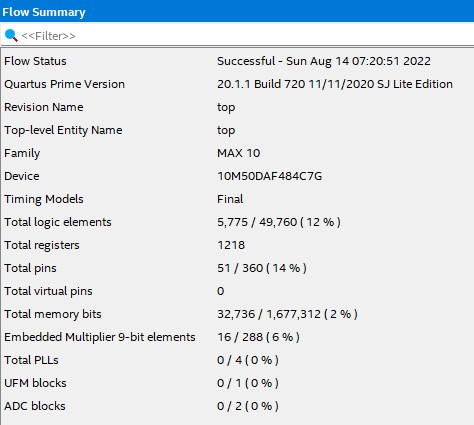 Flow Summary
<<Filter>>
Flow Status Successful - Sun Aug 14 07:20:51 2022
Quartus Prime Version 20.1.1 Build 720 11/11/2020 SJ Lite Edition
Revision Name top
Top-level Entity Name top
Family MAX 10
Device 10M50DAF484C7G
Timing Models Final
Total logic elements 5,775 / 49,760 ( 12 % )
Total registers 1218
Total pins 51 / 360 ( 14 % )
Total virtual pins 0
Total memory bits 32,736 / 1,677,312 ( 2 % )
Embedded Multiplier 9-bit elements 16 / 288 ( 6 % )
Total PLLs 0 / 4 ( 0 % )
UFM blocks 0 / 1 ( 0 % )
ADC blocks 0 / 2 ( 0 % )